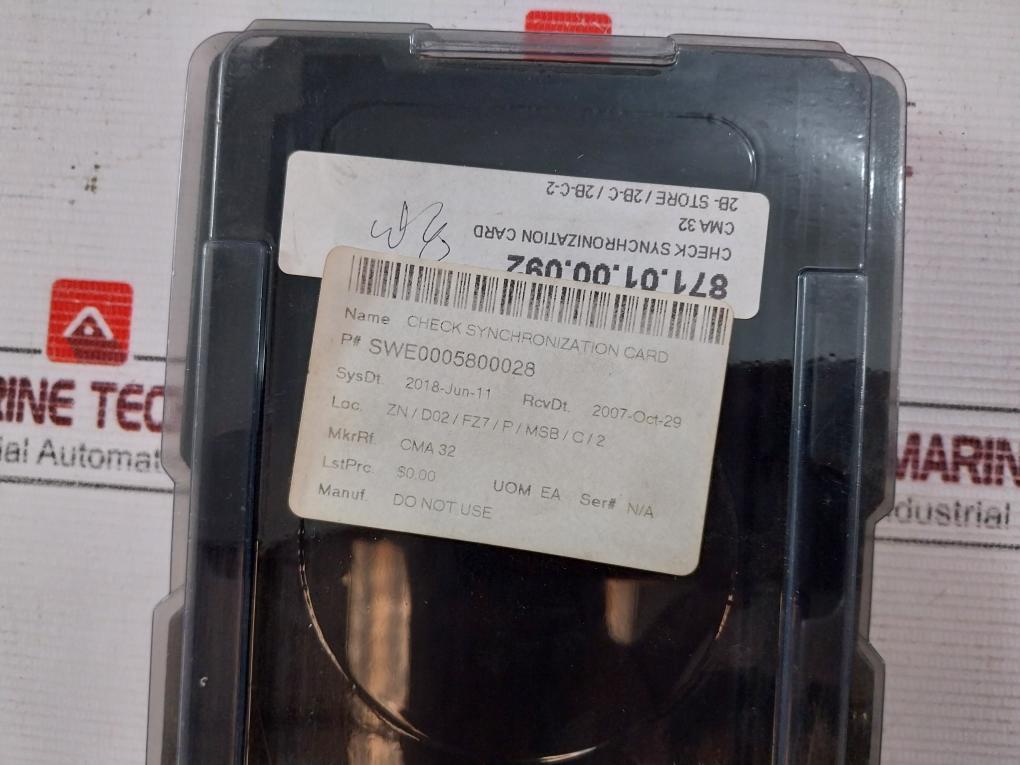 871.01.00.092
CHECK SYNCHRONIZATION CARD
CMA 32
2B- STORE / 2B-C / 2B-C-2
Name CHECK SYNCHRONIZATION CARD
P# SWE0005800028
SysDt. 2018-Jun-11 RcvDt. 2007-Oct-29
Loc. ZN / D02 / FZ7 / P / MSB / C / 2
MkrRf. CMA 32
LstPrc. $0.00 UOM EA Ser# N/A
Manuf. DO NOT USE
RINE TEC
ial Automat
MARIN
dustrial